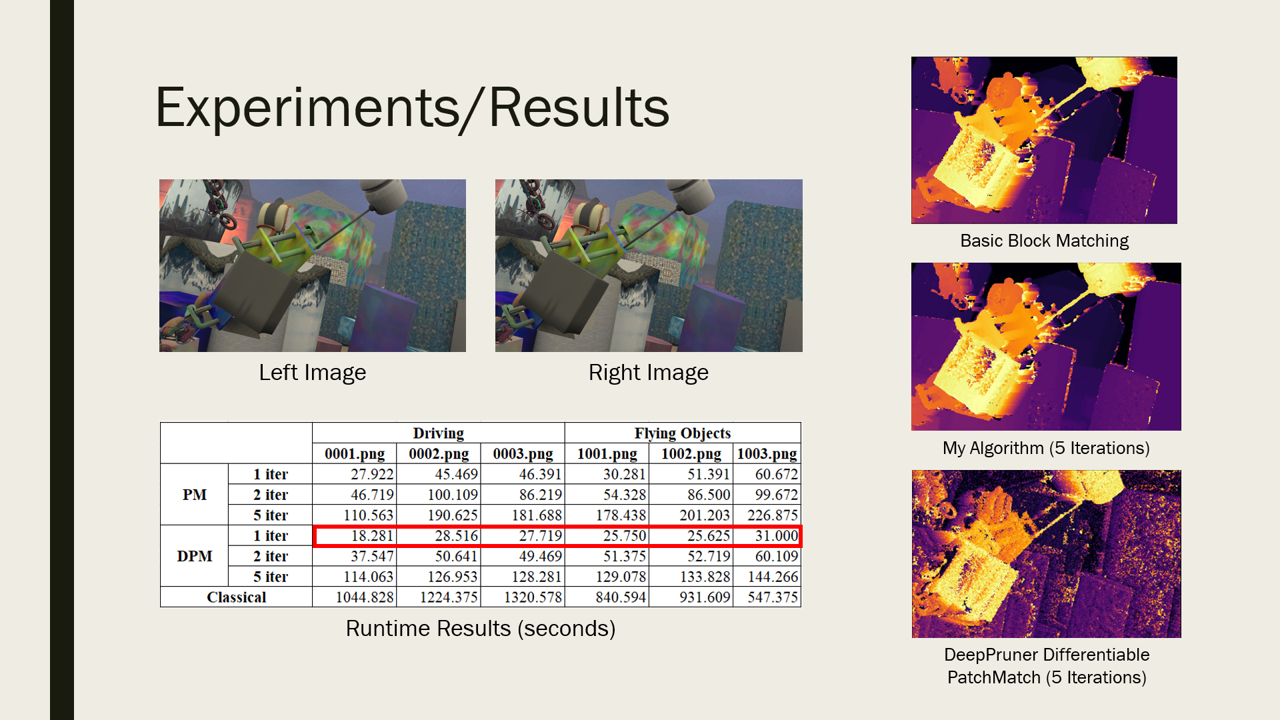 Experiments/Results
Left Image
Right Image
Driving Flying Objects
0001.png 0002.png 0003.png 1001.png 1002.png 1003.png
PM
1 iter 27.922 45.469 46.391 30.281 51.391 60.672
2 iter 46.719 100.109 86.219 54.328 86.500 99.672
5 iter 110.563 190.625 181.688 178.438 201.203 226.875
DPM
1 iter 18.281 28.516 27.719 25.750 25.625 31.000
2 iter 37.547 50.641 49.469 51.375 52.719 60.109
5 iter 114.063 126.953 128.281 129.078 133.828 144.266
Classical 1044.828 1224.375 1320.578 840.594 931.609 547.375
Runtime Results (seconds)
Basic Block Matching
My Algorithm (5 Iterations)
DeepPruner Differentiable
PatchMatch (5 Iterations)